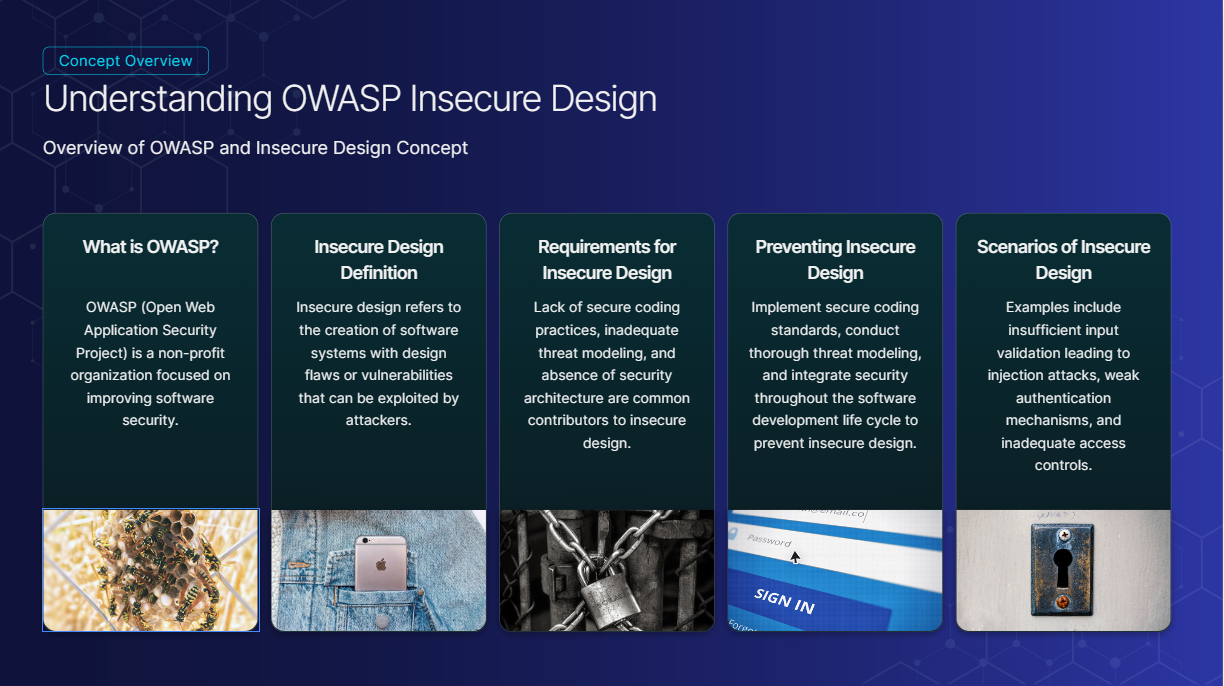 Concept Overview
Understanding OWASP Insecure Design
Overview of OWASP and Insecure Design Concept
What is OWASP?
OWASP (Open Web
Application Security
Project) is a non-profit
organization focused on
improving software
security.
Insecure Design
Definition
Insecure design refers to
the creation of software
systems with design
flaws or vulnerabilities
that can be exploited by
attackers.
Requirements for
Insecure Design
Lack of secure coding
practices, inadequate
threat modeling, and
absence of security
architecture are common
contributors to insecure
design.
Preventing Insecure
Design
Implement secure coding
standards, conduct
thorough threat modeling,
and integrate security
throughout the software
development life cycle to
prevent insecure design.
Scenarios of Insecure
Design
Examples include
insufficient input
validation leading to
injection attacks, weak
authentication
mechanisms, and
inadequate access
controls.
Password
SIGN IN